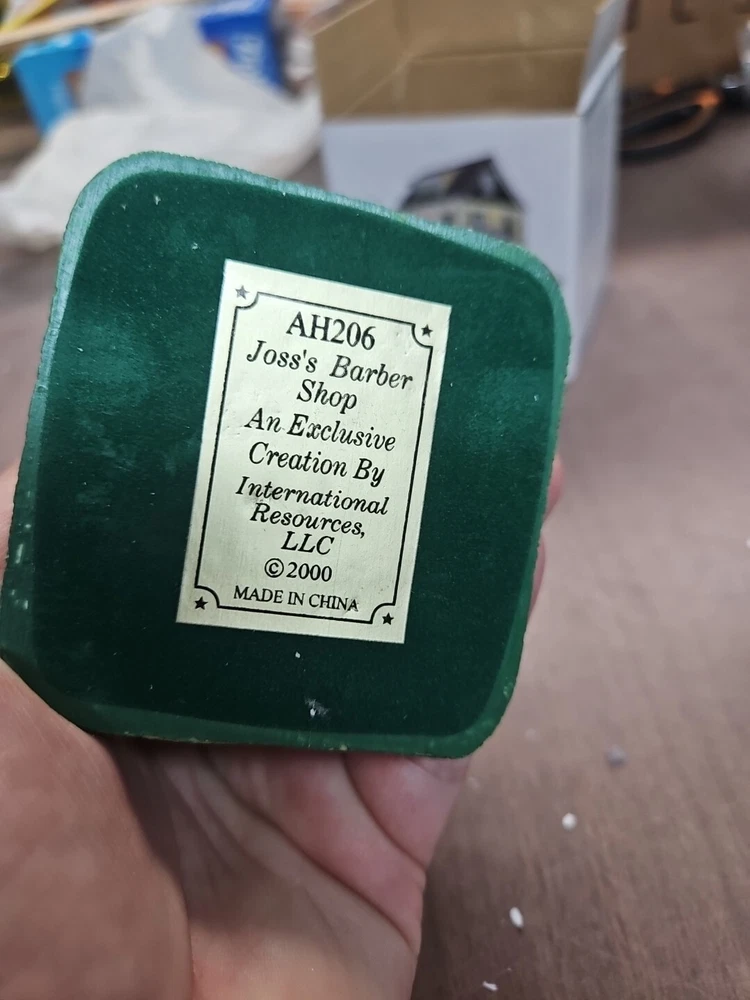 AH206
Joss's Barber
Shop
An Exclusive
Creation By
International
Resources,
LLC
©2000
MADE IN CHINA